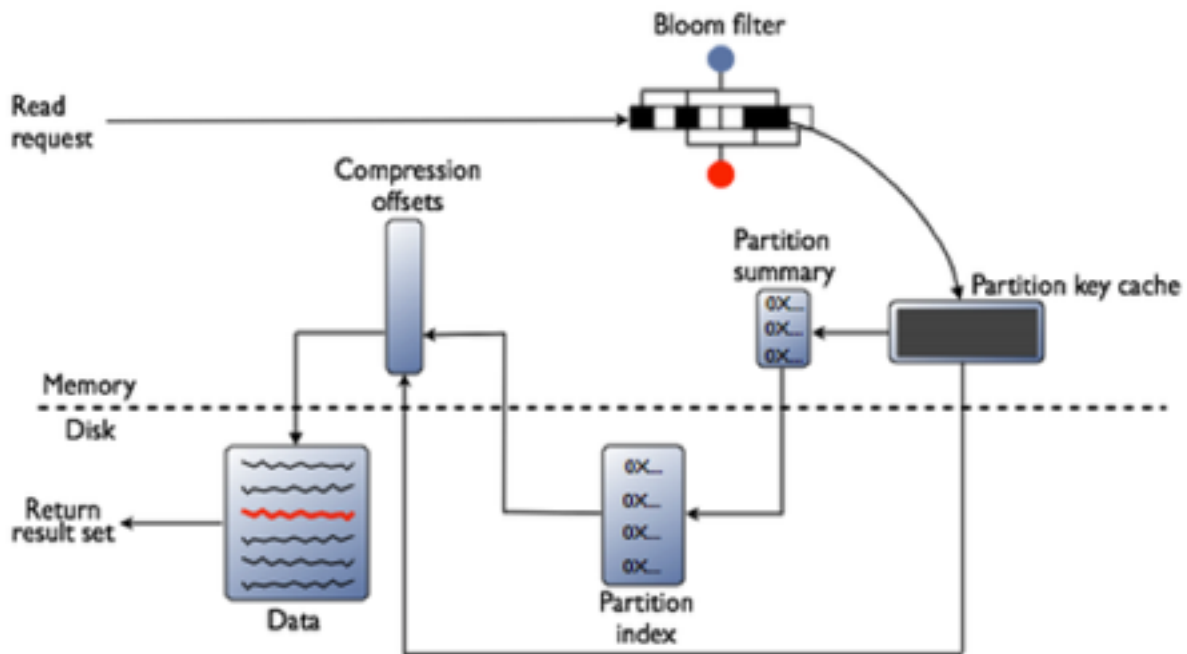 Bloom filter
Read
request
Compression
offsets
Partition
summary
Partition key cache
0X...
0X...
0X...
Memory
Disk
0X...
0X...
0X...
0X...
Return
result set
Data
Partition
index